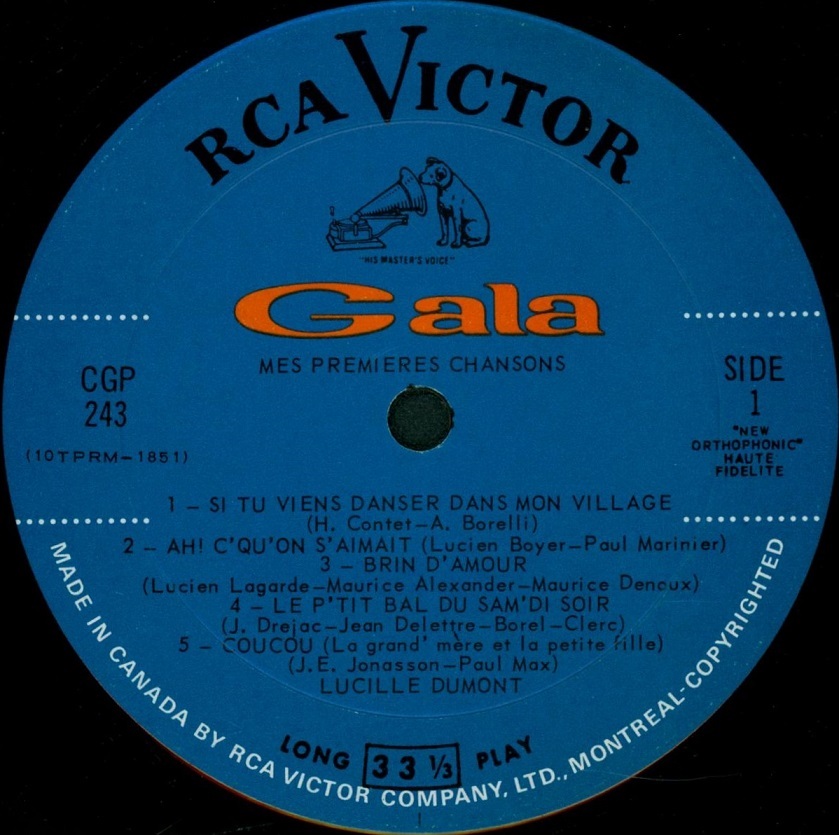 RCA VICTOR
"HIS MASTER'S VOICE"
Gala
MES PREMIERES CHANSONS
CGP
243
(10TPRM-1851)
SIDE
1
"NEW
ORTHOPHONIC"
HAUTE
FIDELITE
1 - SI TU VIENS DANSER DANS MON VILLAGE
(H. Contet-A. Borelli)
2 - AH! C'QU'ON S'AIMAIT (Lucien Boyer-Paul Marinier)
3 - BRIN D'AMOUR
(Lucien Lagarde-Maurice Alexander-Maurice Denoux)
4 - LE P'TIT BAL DU SAM'DI SOIR
(J. Drejac-Jean Delettre-Borel-Clerc)
5 - COUCOU (La grand' mère et la petite fille)
(J.E. Jonasson-Paul Max)
LUCILLE DUMONT
LONG 33 1/3 PLAY
MADE IN CANADA BY RCA VICTOR COMPANY, LTD., MONTREAL-COPYRIGHTED